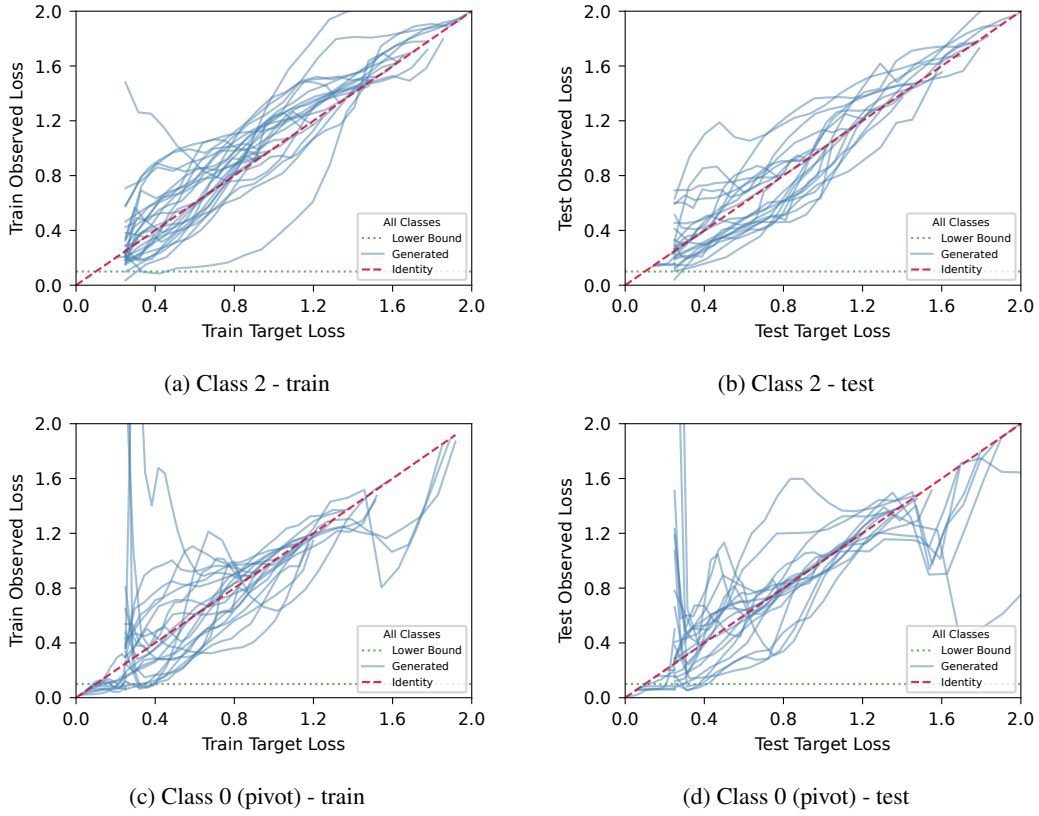 2.0
1.6
1.2
0.8
0.4
0.0
Train Observed Loss
0.0 0.4 0.8 1.2 1.6 2.0
Train Target Loss
All Classes
Lower Bound
Generated
Identity
(a) Class 2 - train
2.0
1.6
1.2
0.8
0.4
0.0
Test Observed Loss
0.0 0.4 0.8 1.2 1.6 2.0
Test Target Loss
All Classes
Lower Bound
Generated
Identity
(b) Class 2 - test
2.0
1.6
1.2
0.8
0.4
0.0
Train Observed Loss
0.0 0.4 0.8 1.2 1.6 2.0
Train Target Loss
All Classes
Lower Bound
Generated
Identity
(c) Class 0 (pivot) - train
2.0
1.6
1.2
0.8
0.4
0.0
Test Observed Loss
0.0 0.4 0.8 1.2 1.6 2.0
Test Target Loss
All Classes
Lower Bound
Generated
Identity
(d) Class 0 (pivot) - test